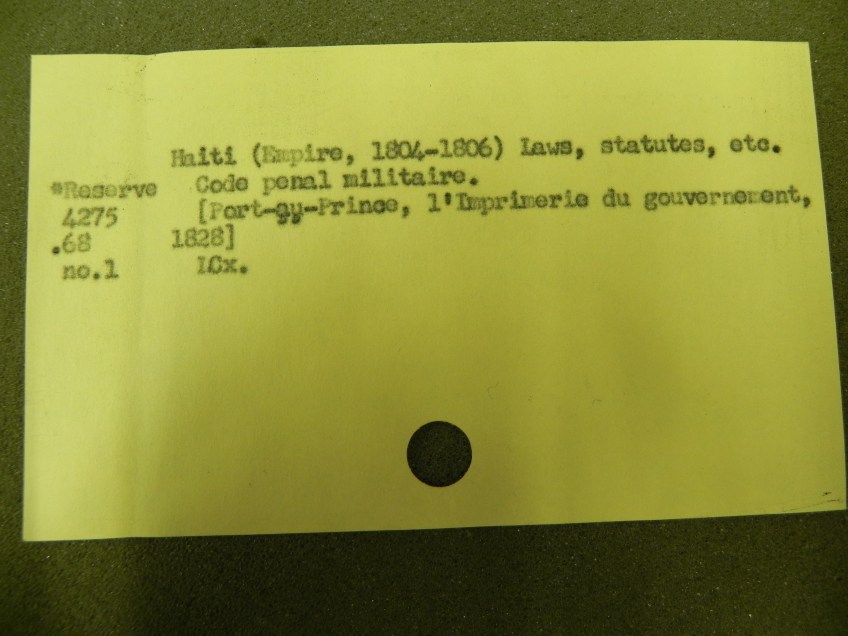 Haiti (Empire, 1804-1806) Laws, statutes, etc.
*Reserve Code penal militaire.
4275 [Port-au-Prince, l'Imprimerie du gouvernement,
.68 1828]
no.1 ICx.